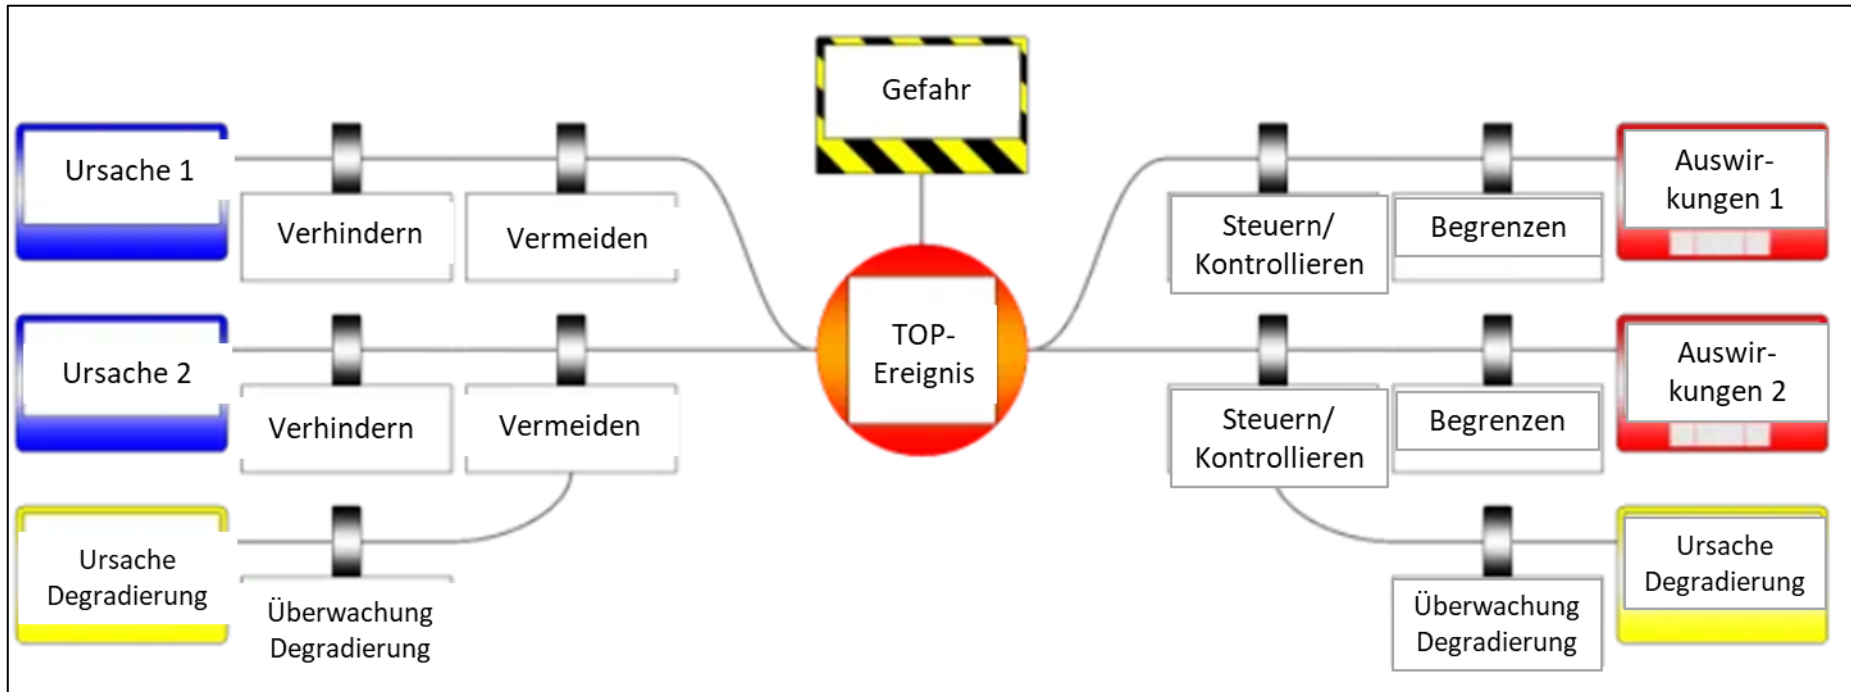 Gefahr
Ursache 1
Verhindern
Vermeiden
Steuern/
Kontrollieren
Begrenzen
Auswir-
kungen 1
TOP-
Ereignis
Ursache 2
Verhindern
Vermeiden
Steuern/
Kontrollieren
Begrenzen
Auswir-
kungen 2
Ursache
Degradierung
Überwachung
Degradierung
Überwachung
Degradierung
Ursache
Degradierung